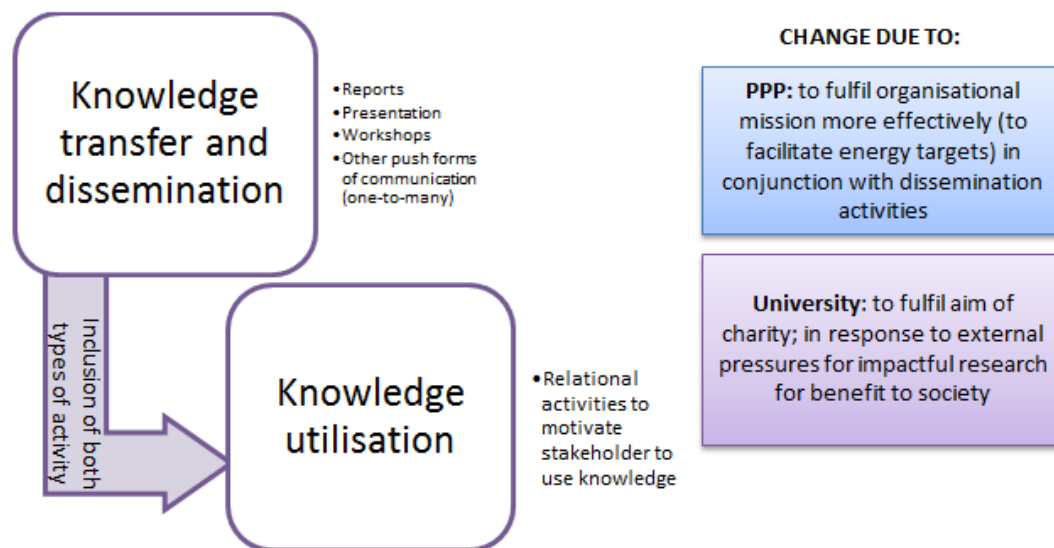 Knowledge
transfer and
dissemination
•Reports
•Presentation
•Workshops
•Other push forms
of communication
(one-to-many)
Inclusion of both
types of activity
Knowledge
utilisation
•Relational
activities to
motivate
stakeholder to
use knowledge
CHANGE DUE TO:
PPP: to fulfil organisational
mission more effectively (to
facilitate energy targets) in
conjunction with dissemination
activities
University: to fulfil aim of
charity; in response to external
pressures for impactful research
for benefit to society